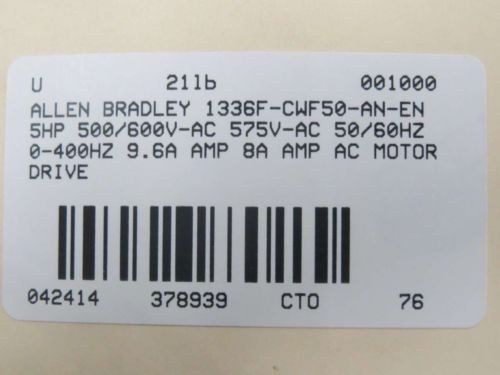 U 21lb 001000
ALLEN BRADLEY 1336F-CWF50-AN-EN
5HP 500/600V-AC 575V-AC 50/60HZ
0-400HZ 9.6A AMP 8A AMP AC MOTOR
DRIVE
042414 378939 CTO 76